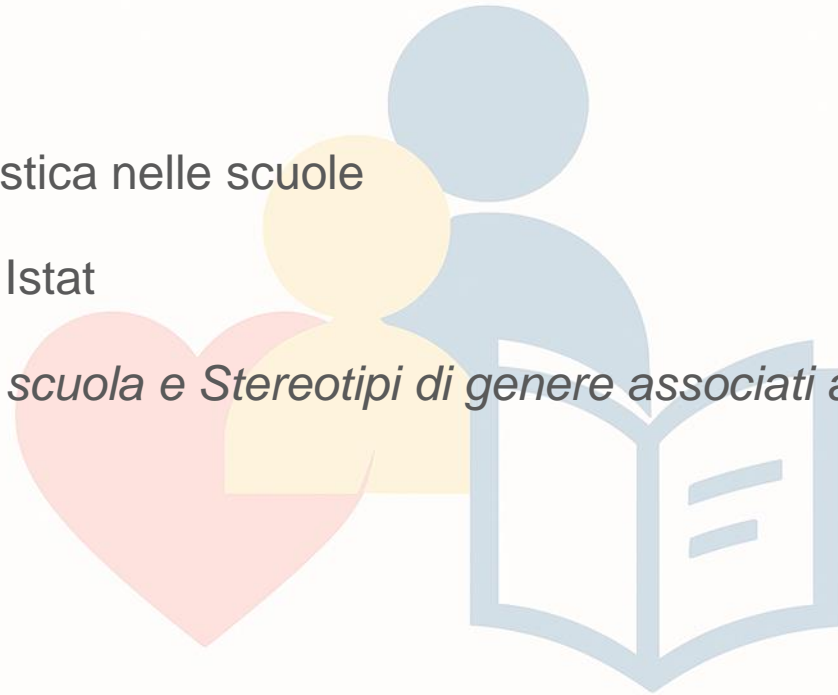 stica nelle scuole
Istat
scuola e Stereotipi di genere associati a